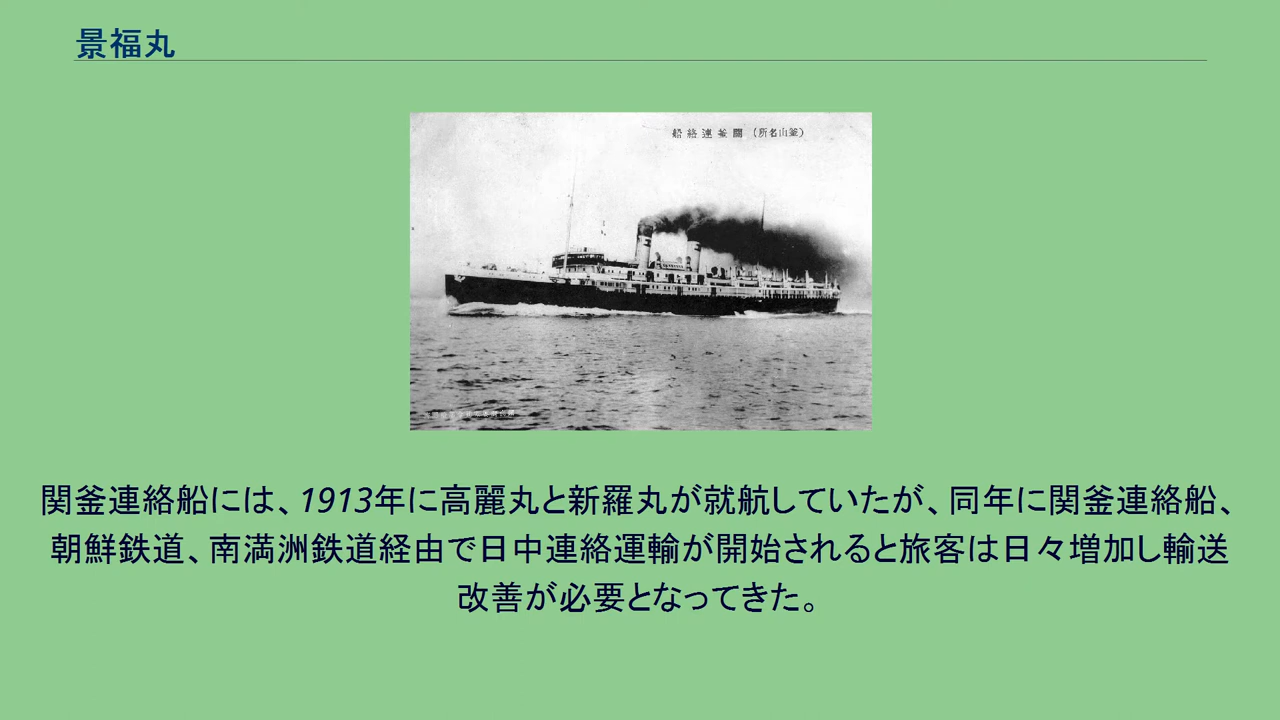 景福丸
船絡連釜關 (所名山釜)
関釜連絡船には、1913年に高麗丸と新羅丸が就航していたが、同年に関釜連絡船、
朝鮮鉄道、南満洲鉄道経由で日中連絡運輸が開始されると旅客は日々増加し輸送
改善が必要となってきた。